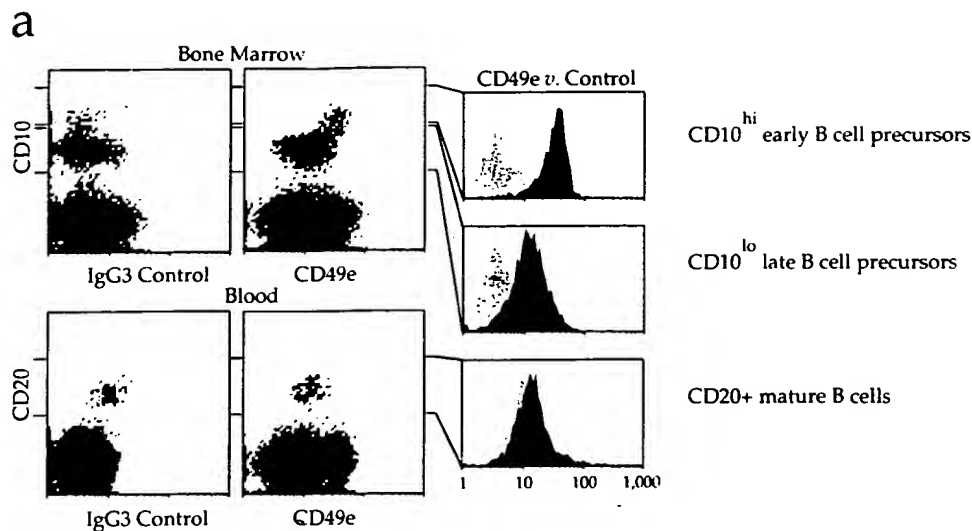 a
Bone Marrow
CD49e v. Control
CD10
CD10hi early B cell precursors
IgG3 Control
CD49e
CD10lo late B cell precursors
Blood
CD20
CD20+ mature B cells
1 10 100 1,000
IgG3 Control
CD49e